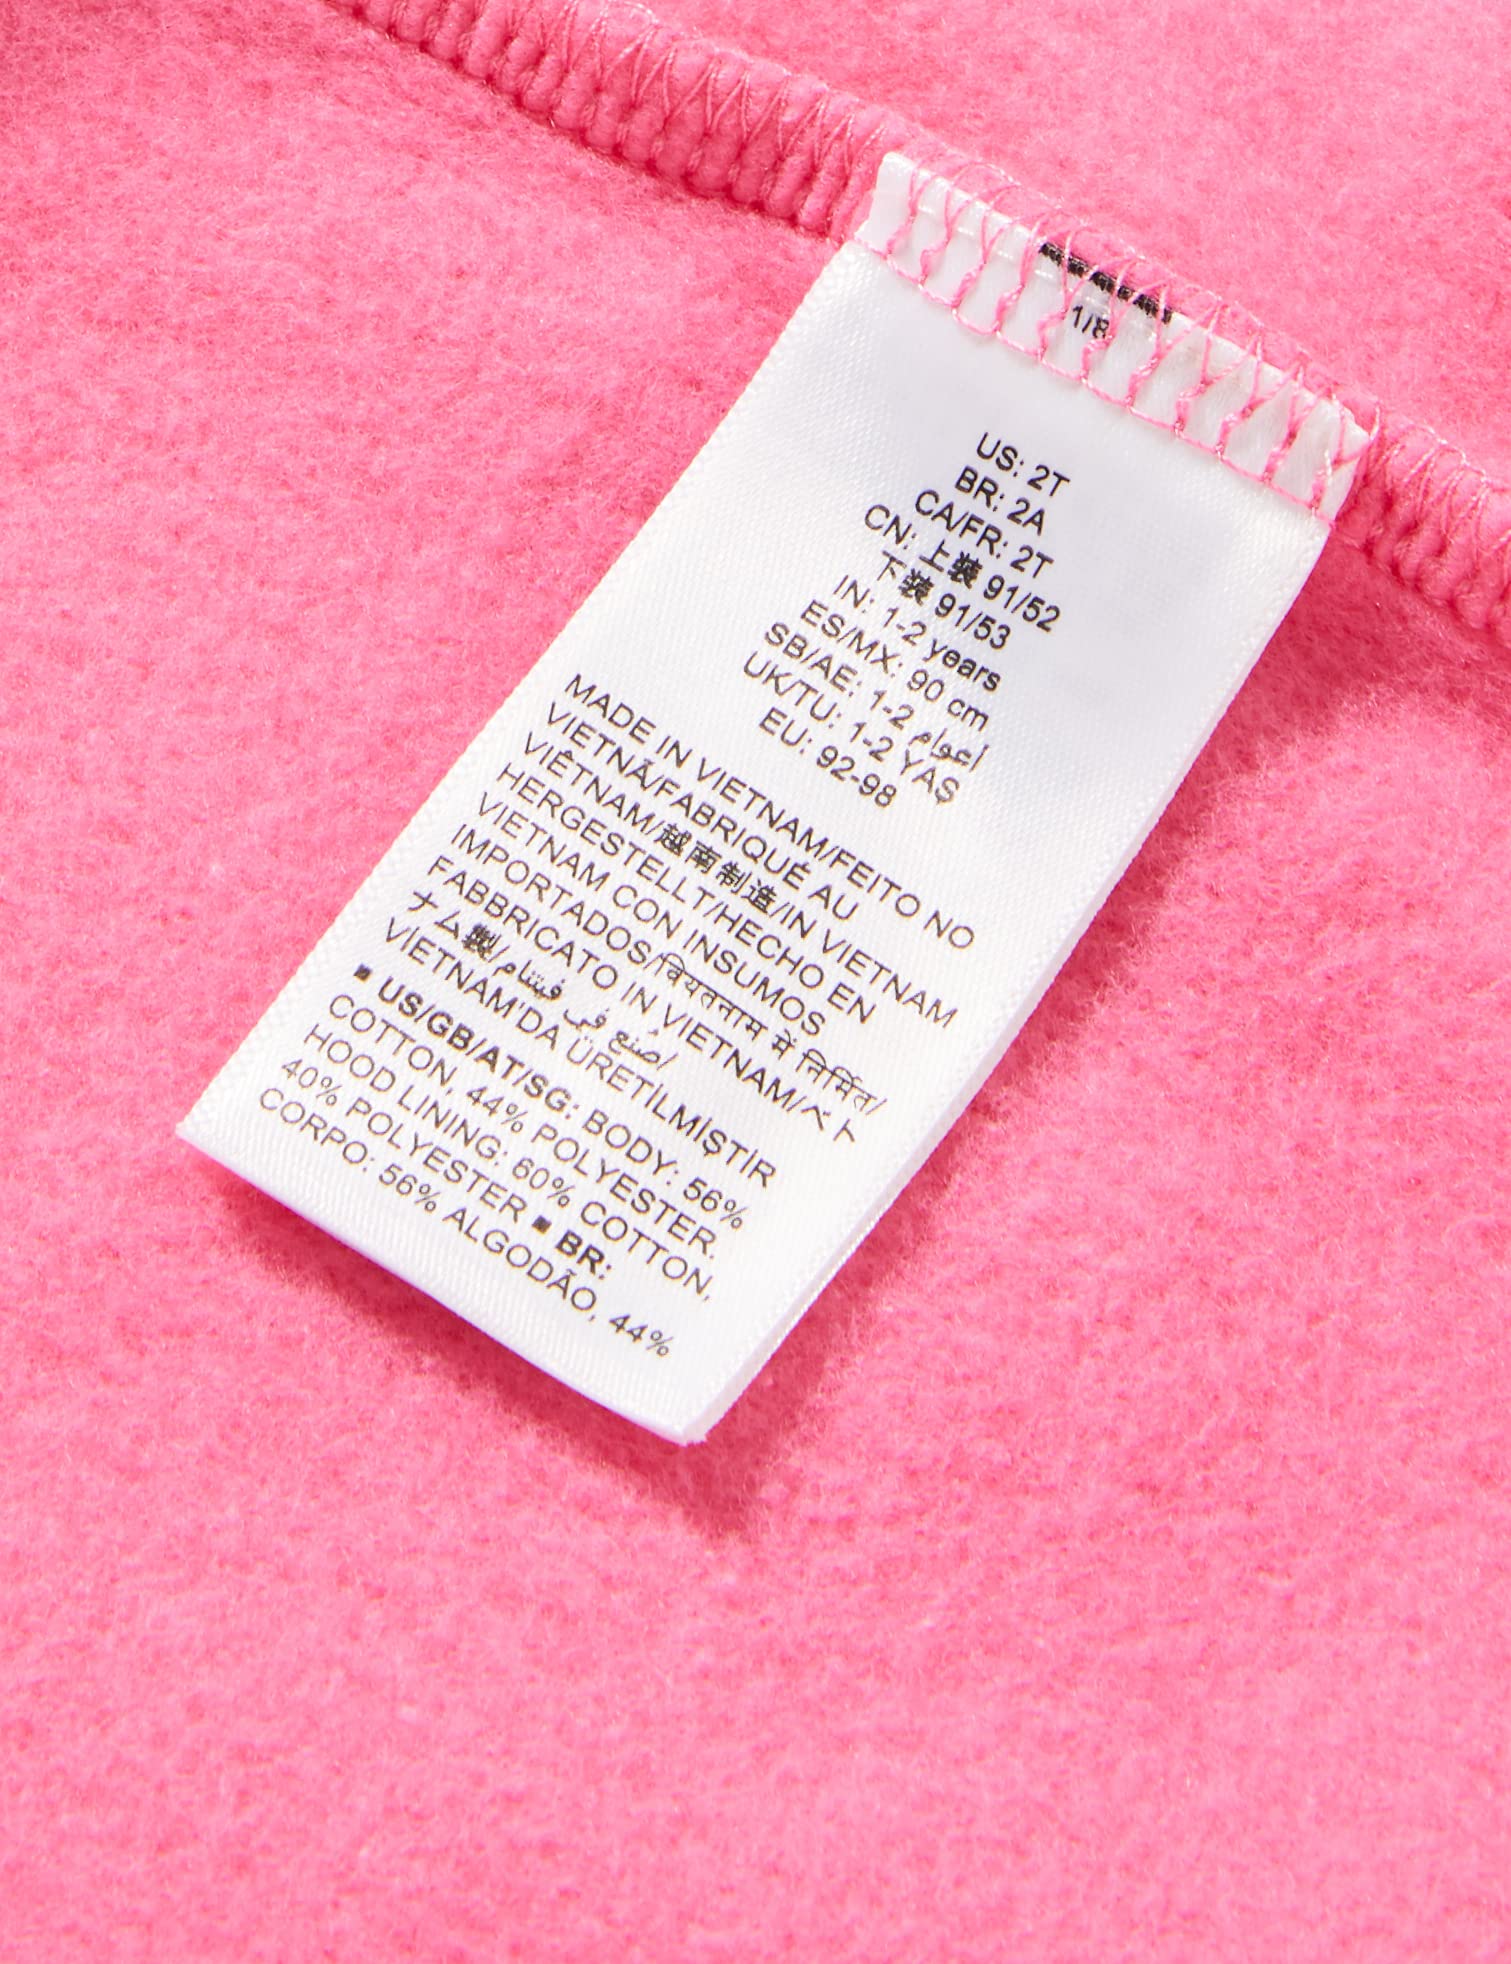 1/8
US: 2T
BR: 2A
CA/FR: 2T
CN: 上装 91/52
下装 91/53
IN: 1-2 years
ES/MX: 90 cm
SB/AE: 1-2 أعوام
UK/TU: 1-2 YAŞ
EU: 92-98
MADE IN VIETNAM/FEITO NO
VIETNÃ/FABRIQUÉ AU
VIÊTNAM/越南制造/IN VIETNAM
HERGESTELLT/HECHO EN
VIETNAM CON INSUMOS
IMPORTADOS/वियतनाम में निर्मित/
FABBRICATO IN VIETNAM/ベト
ナム製/صُنع في فيتنام/
VİETNAM'DA ÜRETİLMİŞTİR
■ US/GB/AT/SG: BODY: 56%
COTTON, 44% POLYESTER.
HOOD LINING: 60% COTTON,
40% POLYESTER ■ BR:
CORPO: 56% ALGODÃO, 44%